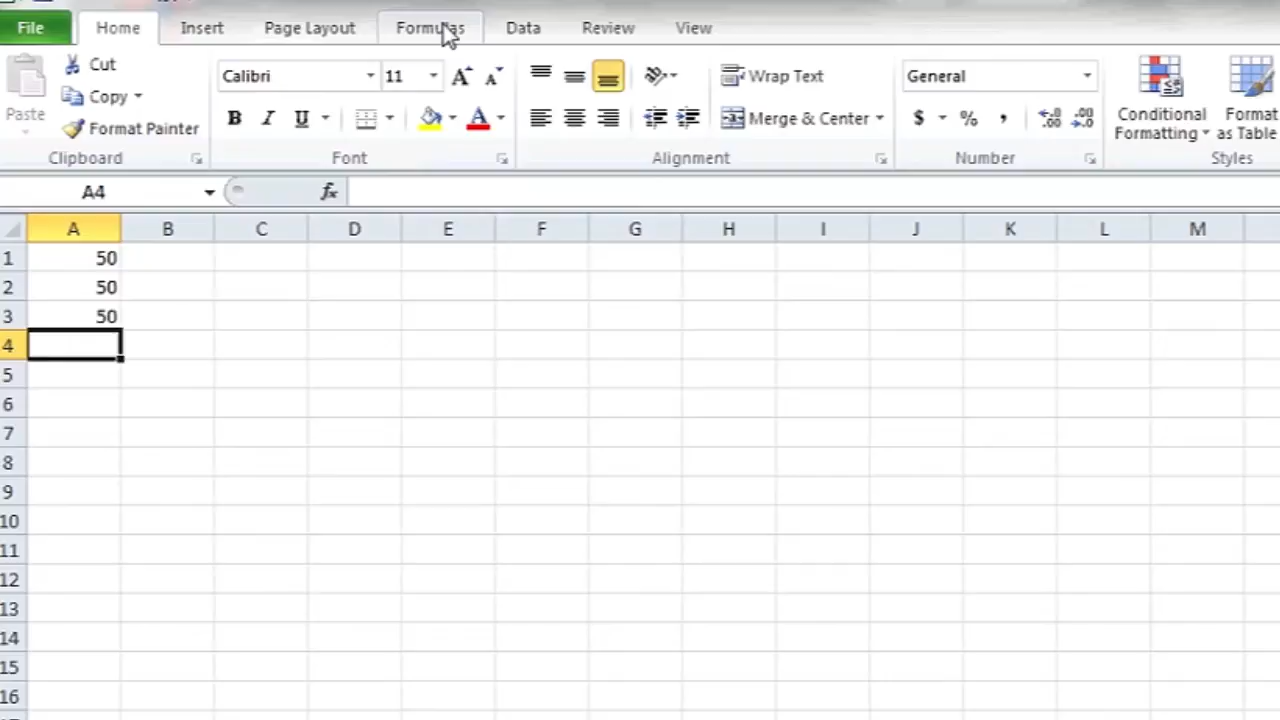 File Home Insert Page Layout Formulas Data Review View
Cut Calibri 11 Wrap Text General
Paste Copy Conditional Format
Format Painter B I U A Merge & Center $ % , .00 Formatting as Table
Clipboard Font Alignment Number Styles
A4 fx
A B C D E F G H I J K L M
1 50
2 50
3 50
4
5
6
7
8
9
10
11
12
13
14
15
16